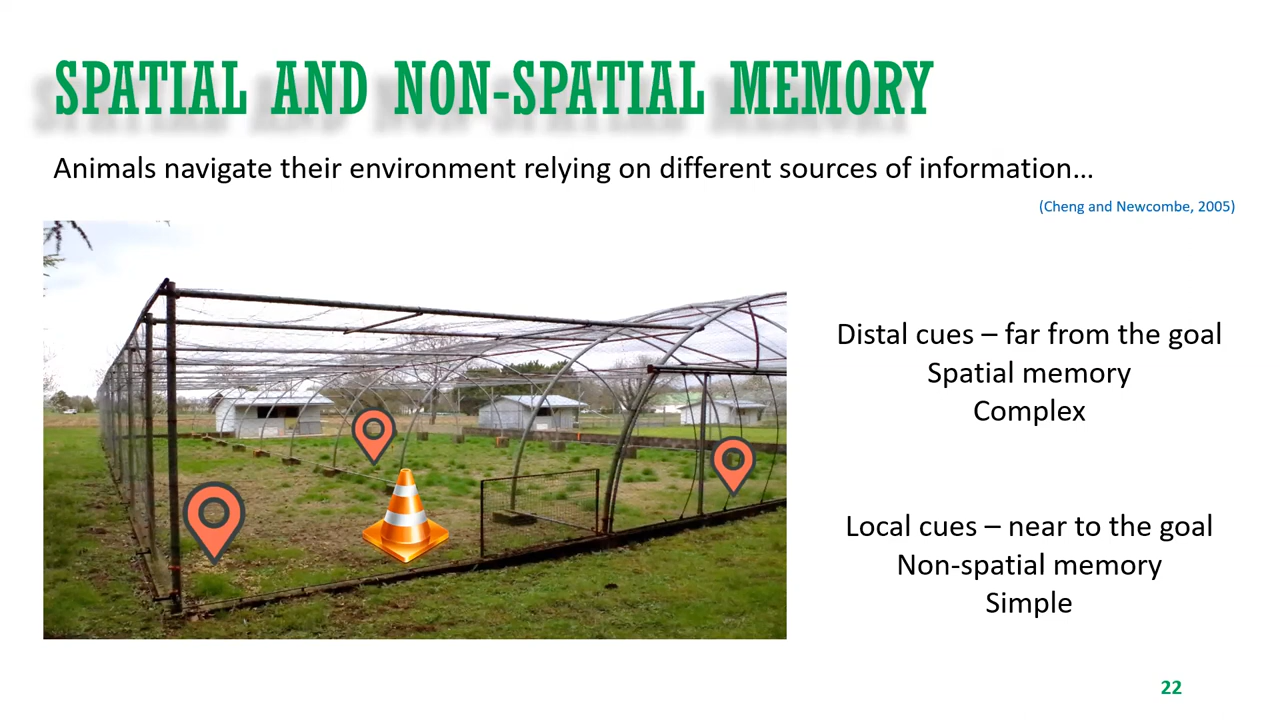 SPATIAL AND NON-SPATIAL MEMORY
Animals navigate their environment relying on different sources of information…
(Cheng and Newcombe, 2005)
Distal cues – far from the goal
Spatial memory
Complex
Local cues – near to the goal
Non-spatial memory
Simple
22